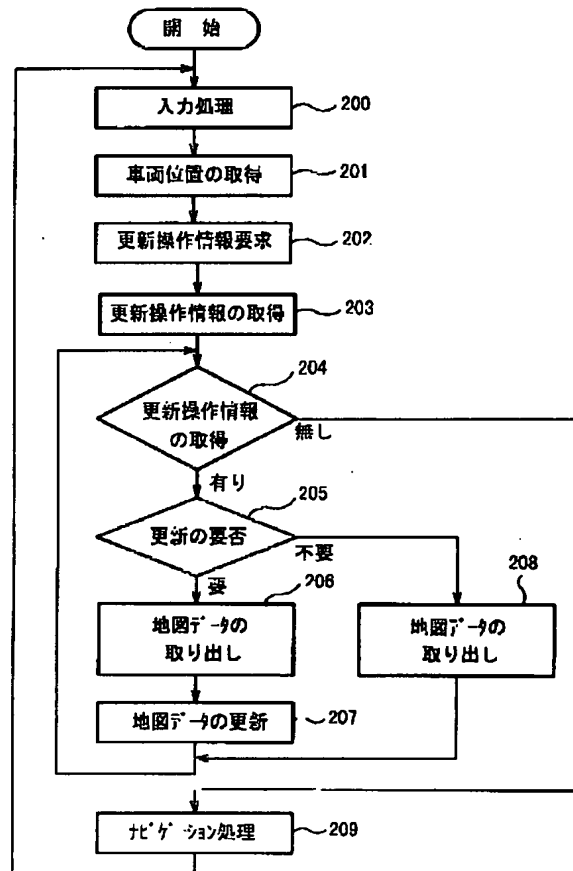 開 始
入力処理
200
車両位置の取得
201
更新操作情報要求
202
更新操作情報の取得
203
204
更新操作情報
の取得
無し
有り
205
更新の要否
不要
要
206
地図データの
取り出し
208
地図データの
取り出し
地図データの更新
207
ナビゲーション処理
209